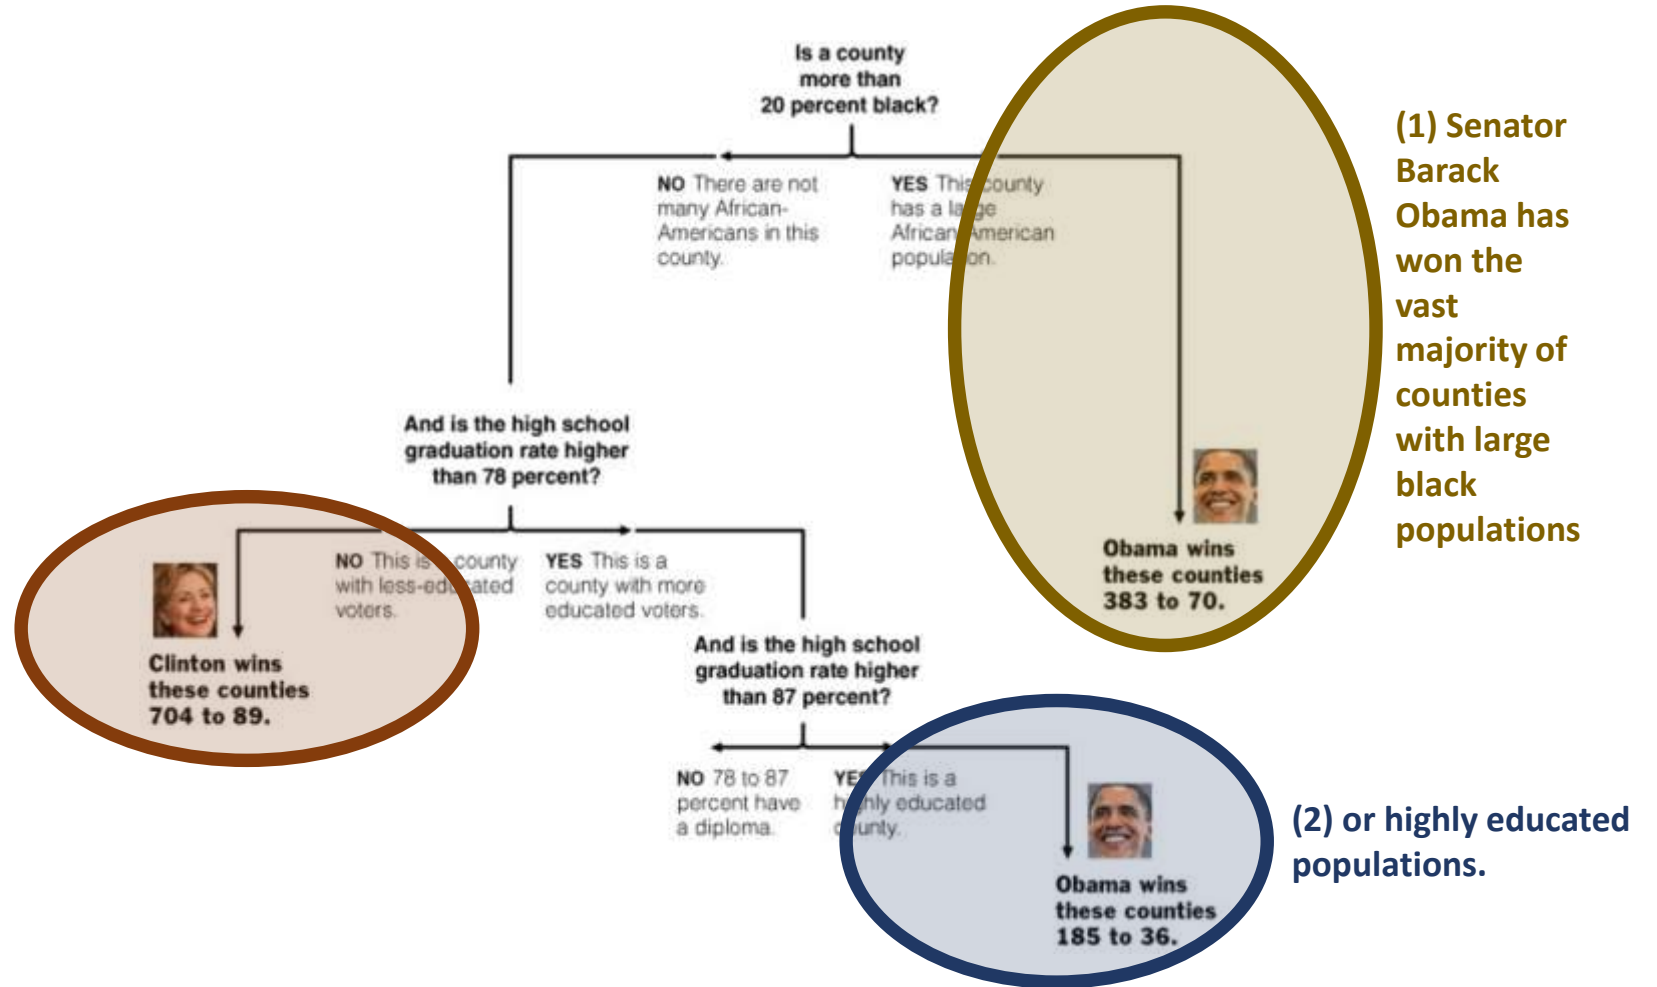 Is a county
more than
20 percent black?
NO There are not
many African-
Americans in this
county.
YES This county
has a large
African-American
population.
(1) Senator
Barack
Obama has
won the
vast
majority of
counties
with large
black
populations
And is the high school
graduation rate higher
than 78 percent?
Obama wins
these counties
383 to 70.
NO This is a county
with less-educated
voters.
YES This is a
county with more
educated voters.
Clinton wins
these counties
704 to 89.
And is the high school
graduation rate higher
than 87 percent?
NO 78 to 87
percent have
a diploma.
YES This is a
highly educated
county.
(2) or highly educated
populations.
Obama wins
these counties
185 to 36.